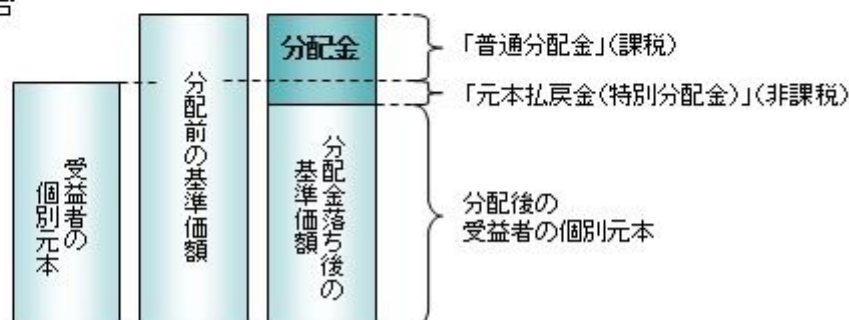 受益者の
個別元本
分配前の基準価額
分配金
分配金落ち後の
基準価額
「普通分配金」(課税)
「元本払戻金(特別分配金)」(非課税)
分配後の
受益者の個別元本